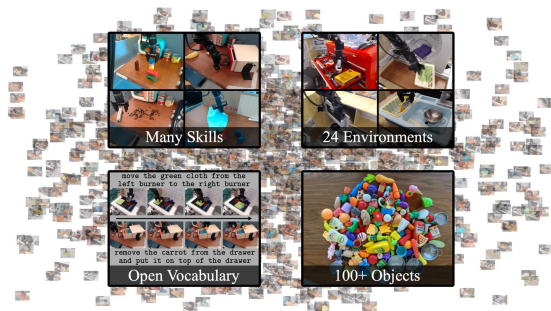 Many Skills
24 Environments
move the green cloth from the
left burner to the right burner
remove the carrot from the drawer
and put it on top of the drawer
Open Vocabulary
100+ Objects